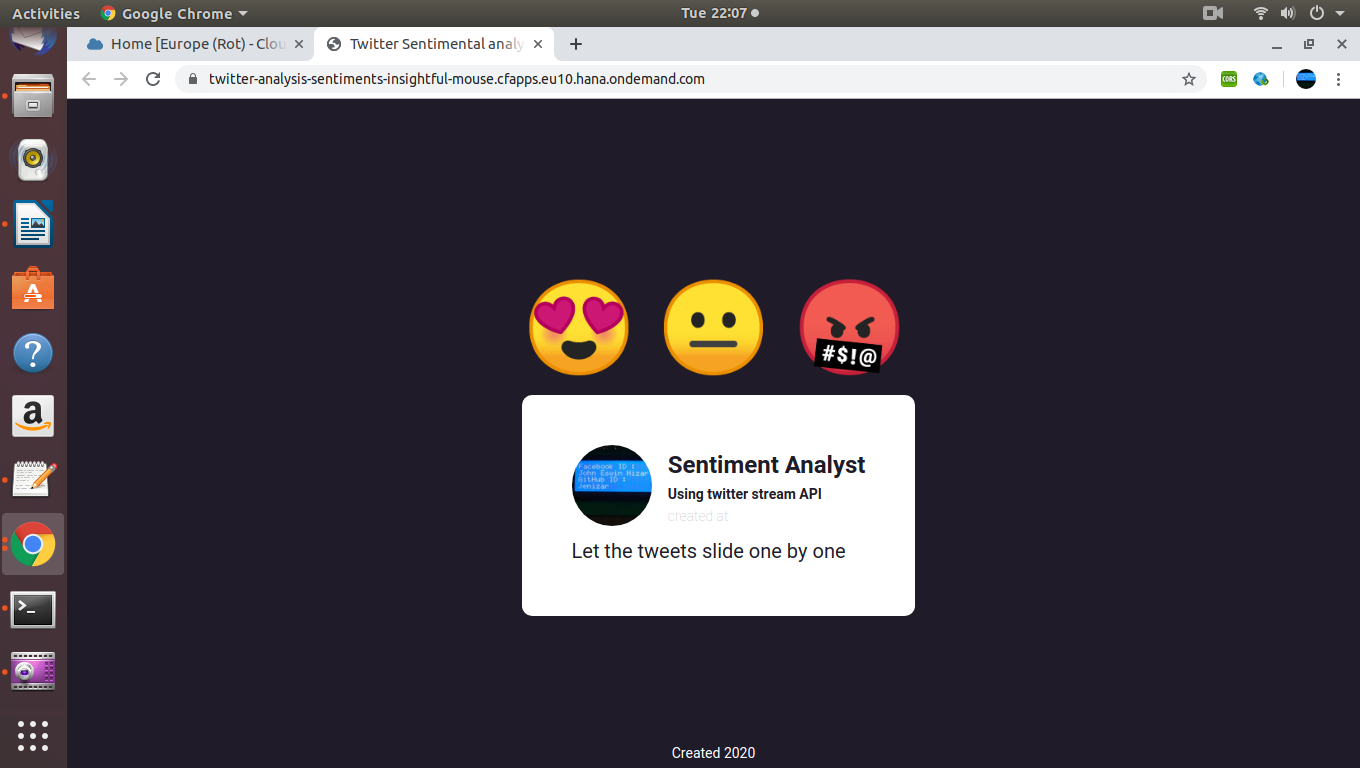 Activities
Google Chrome
Tue 22:07
Home [Europe (Rot) - Clou
Twitter Sentimental analy
twitter-analysis-sentiments-insightful-mouse.cfapps.eu10.hana.ondemand.com
CORS
#$!@
Facebook ID :
John Eswin Nizar
GitHub ID :
Jenizar
Sentiment Analyst
Using twitter stream API
created at
Let the tweets slide one by one
Created 2020